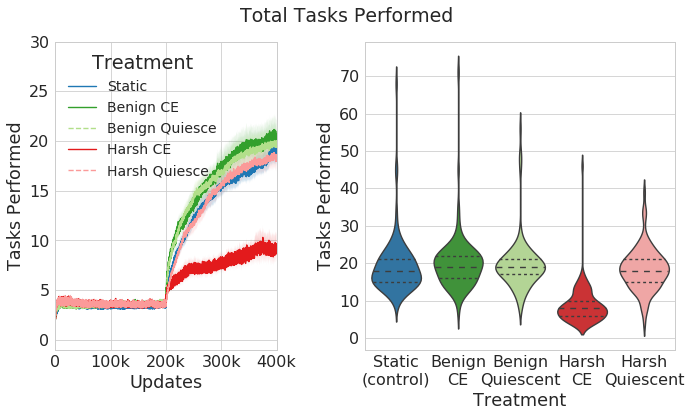 Total Tasks Performed
30
25
20
15
10
5
0
Tasks Performed
Treatment
Static
Benign CE
Benign Quiesce
Harsh CE
Harsh Quiesce
0 100k 200k 300k 400k
Updates
70
60
50
40
30
20
10
0
Tasks Performed
Static Benign Benign Harsh Harsh
(control) CE Quiescent CE Quiescent
Treatment